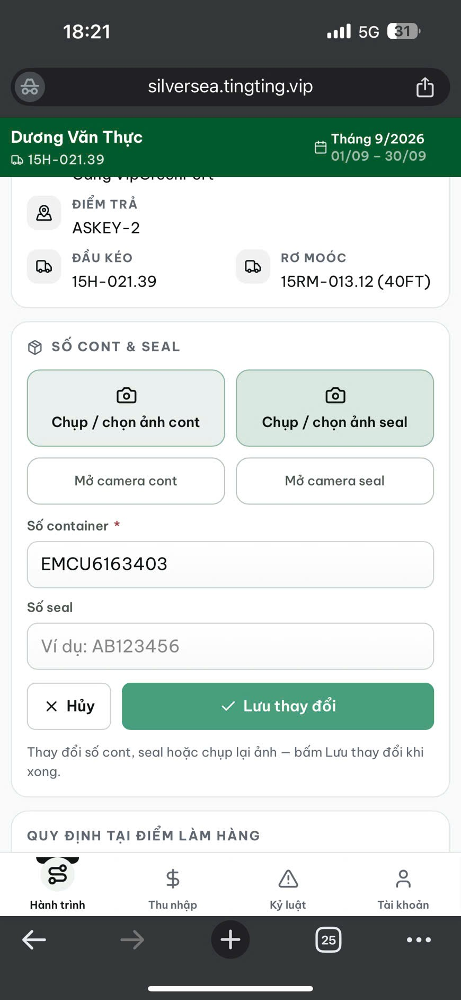 18:21
5G
31
silversea.tingting.vip
Dương Văn Thực
15H-021.39
Tháng 9/2026
01/09 – 30/09
Cảng VipGreenPort
ĐIỂM TRẢ
ASKEY-2
ĐẦU KÉO
15H-021.39
RƠ MOÓC
15RM-013.12 (40FT)
SỐ CONT & SEAL
Chụp / chọn ảnh cont
Chụp / chọn ảnh seal
Mở camera cont
Mở camera seal
Số container *
EMCU6163403
Số seal
Ví dụ: AB123456
Hủy
Lưu thay đổi
Thay đổi số cont, seal hoặc chụp lại ảnh — bấm Lưu thay đổi khi
xong.
QUY ĐỊNH TẠI ĐIỂM LÀM HÀNG
Hành trình
Thu nhập
Kỷ luật
Tài khoản
25